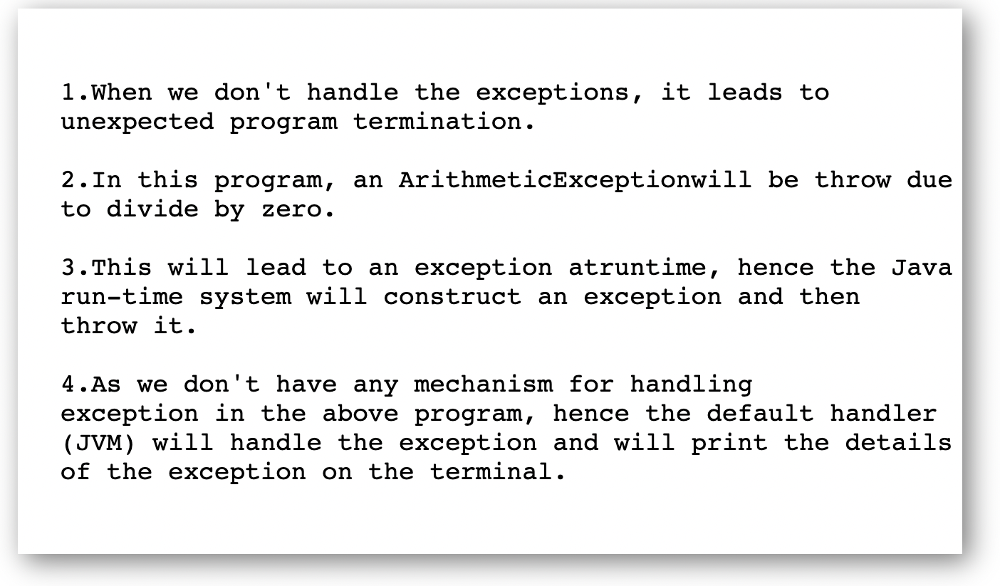 1.When we don't handle the exceptions, it leads to
unexpected program termination.
2.In this program, an ArithmeticExceptionwill be throw due
to divide by zero.
3.This will lead to an exception atruntime, hence the Java
run-time system will construct an exception and then
throw it.
4.As we don't have any mechanism for handling
exception in the above program, hence the default handler
(JVM) will handle the exception and will print the details
of the exception on the terminal.